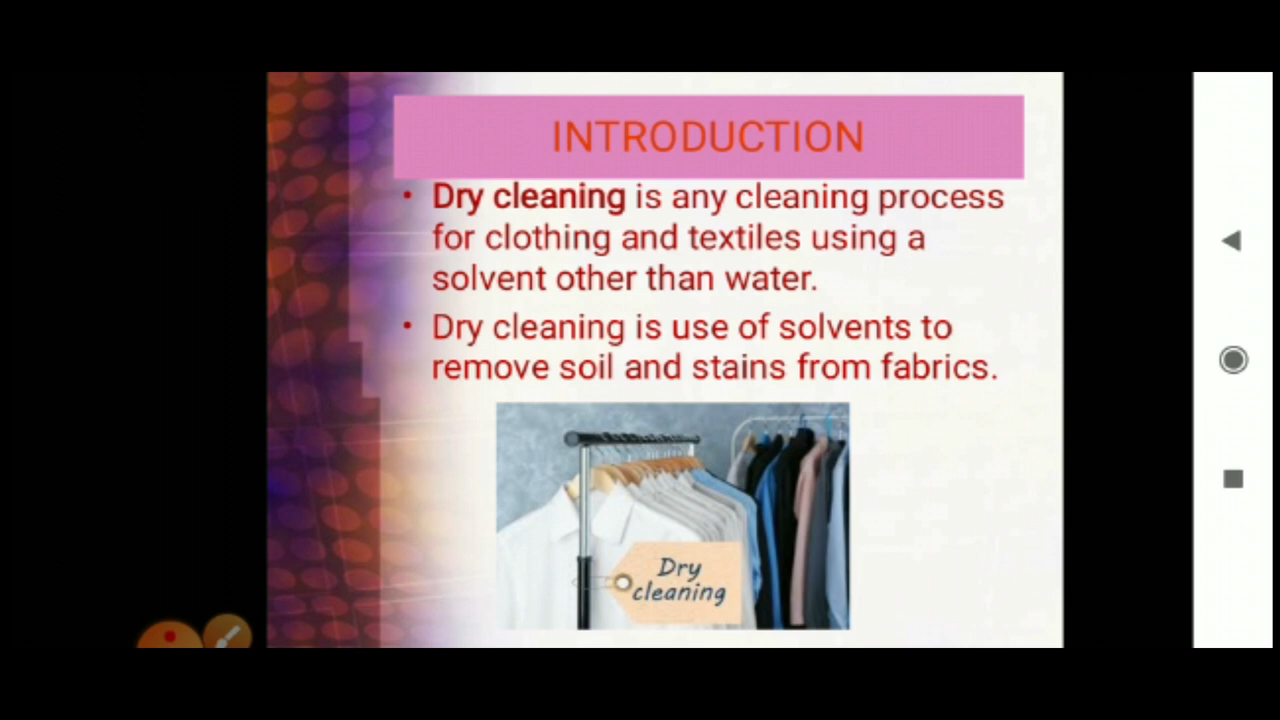 INTRODUCTION
• Dry cleaning is any cleaning process
for clothing and textiles using a
solvent other than water.
• Dry cleaning is use of solvents to
remove soil and stains from fabrics.
Dry
cleaning